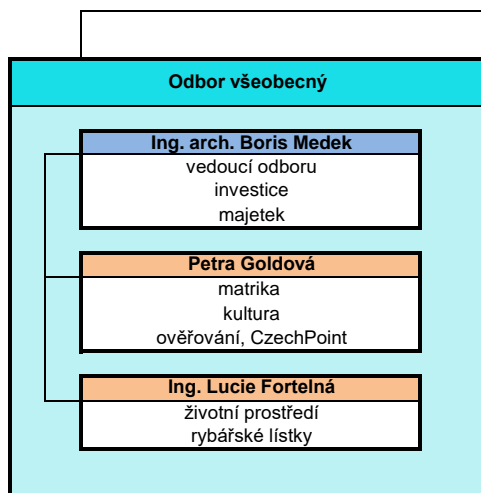 Odbor všeobecný
Ing. arch. Boris Medek
vedoucí odboru
investice
majetek
Petra Goldová
matrika
kultura
ověřování, CzechPoint
Ing. Lucie Fortelná
životní prostředí
rybářské lístky